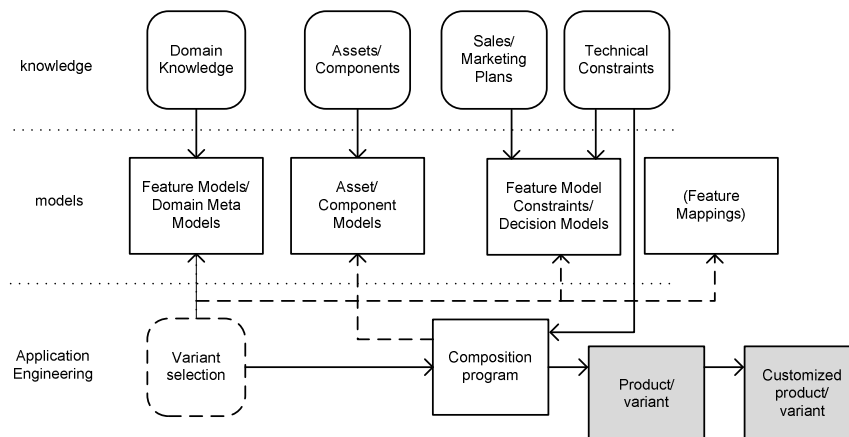 knowledge
Domain
Knowledge
Assets/
Components
Sales/
Marketing
Plans
Technical
Constraints
models
Feature Models/
Domain Meta
Models
Asset/
Component
Models
Feature Model
Constraints/
Decision Models
(Feature
Mappings)
Application
Engineering
Variant
selection
Composition
program
Product/
variant
Customized
product/
variant